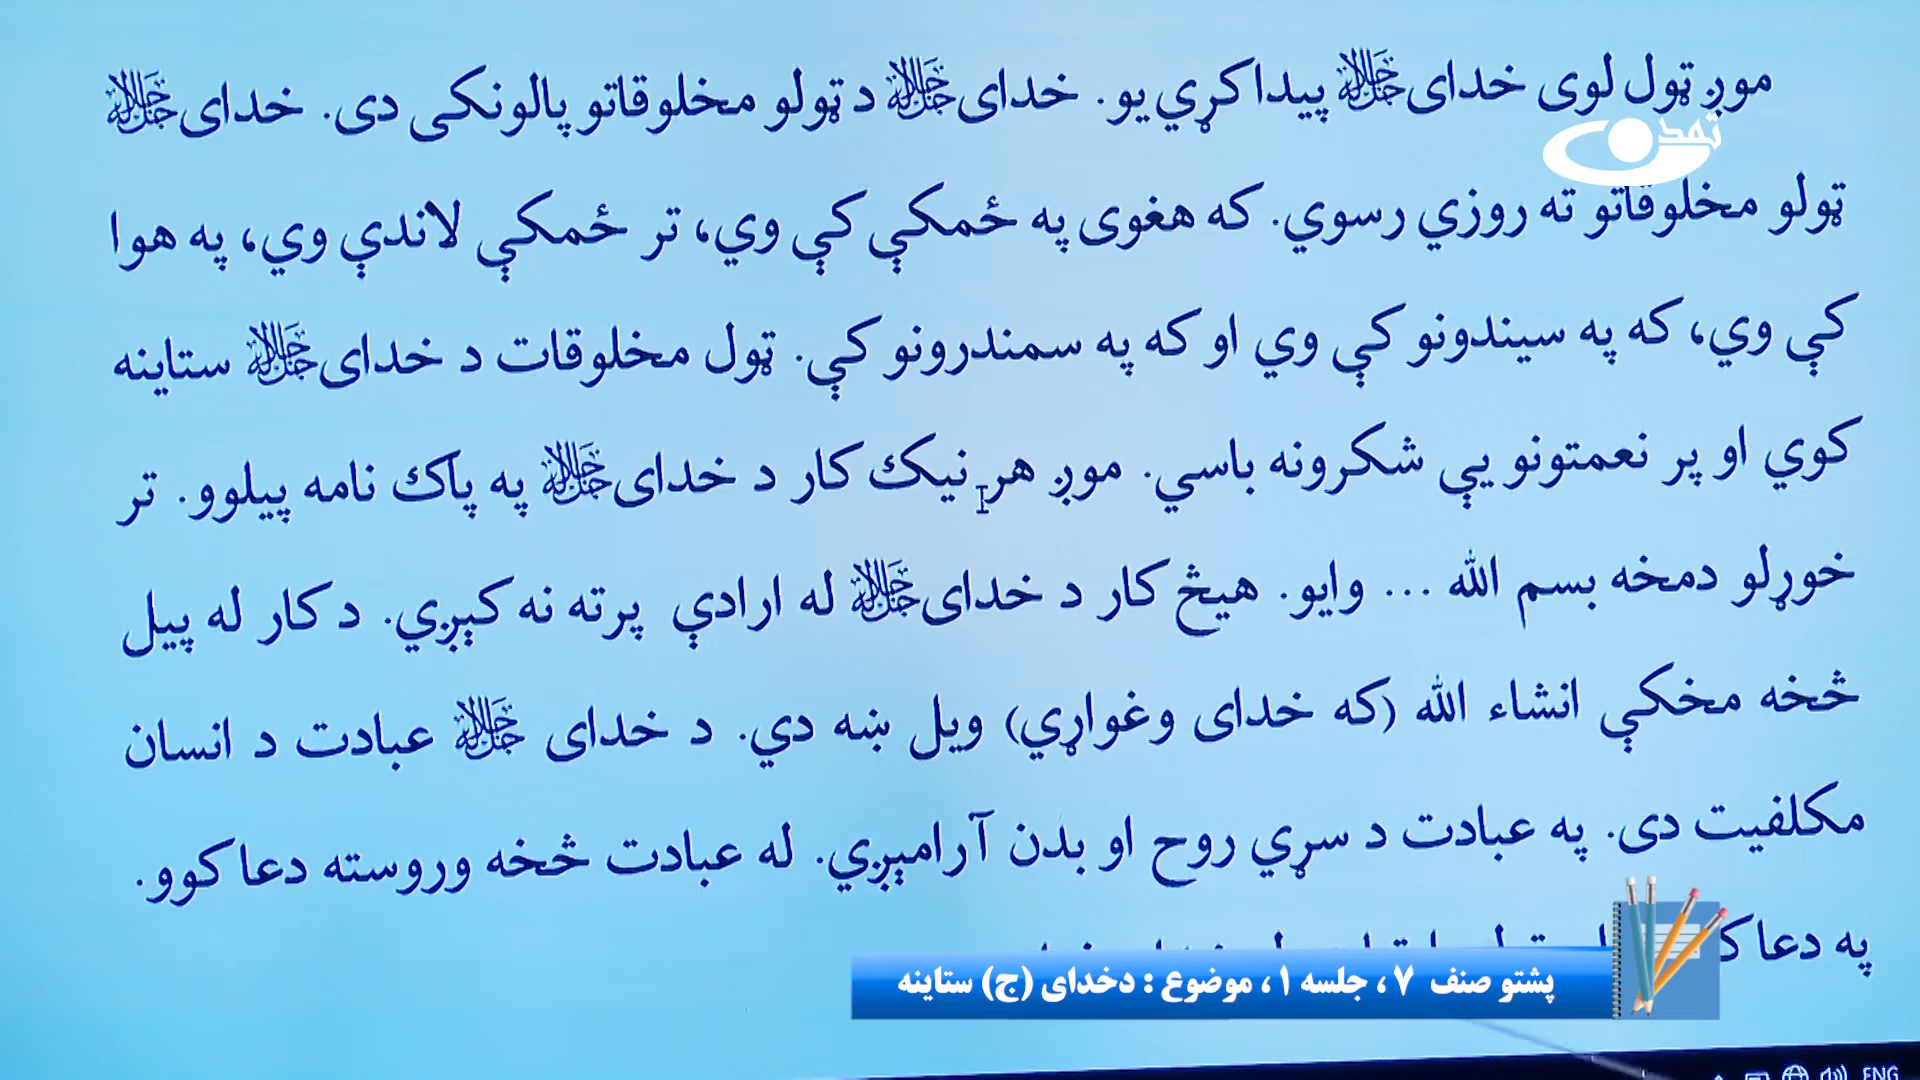 موږ ټول لوی خدای ﷻ پیدا کړي یو. خدای ﷻ د ټولو مخلوقاتو پالونکی دی. خدای ﷻ
تمدن
ټولو مخلوقاتو ته روزي رسوي. که هغوی په ځمکې کې وي، تر ځمکې لاندې وي، په هوا
کې وي، که په سیندونو کې وي او که په سمندرونو کې. ټول مخلوقات د خدای ﷻ ستاینه
کوي او پر نعمتونو یې شکرونه باسي. موږ هر نیک کار د خدای ﷻ په پاک نامه پیلوو. تر
خوړلو دمخه بسم الله ... وایو. هیڅ کار د خدای ﷻ له ارادې پرته نه کېږي. د کار له پیل
څخه مخکې انشاء الله (که خدای وغواړي) ویل ښه دي. د خدای ﷻ عبادت د انسان
مکلفیت دی. په عبادت د سړي روح او بدن آرامېږي. له عبادت څخه وروسته دعا کوو.
په دعا
پشتو صنف ۷ ، جلسه ۱ ، موضوع : دخدای (ج) ستاینه
ENG